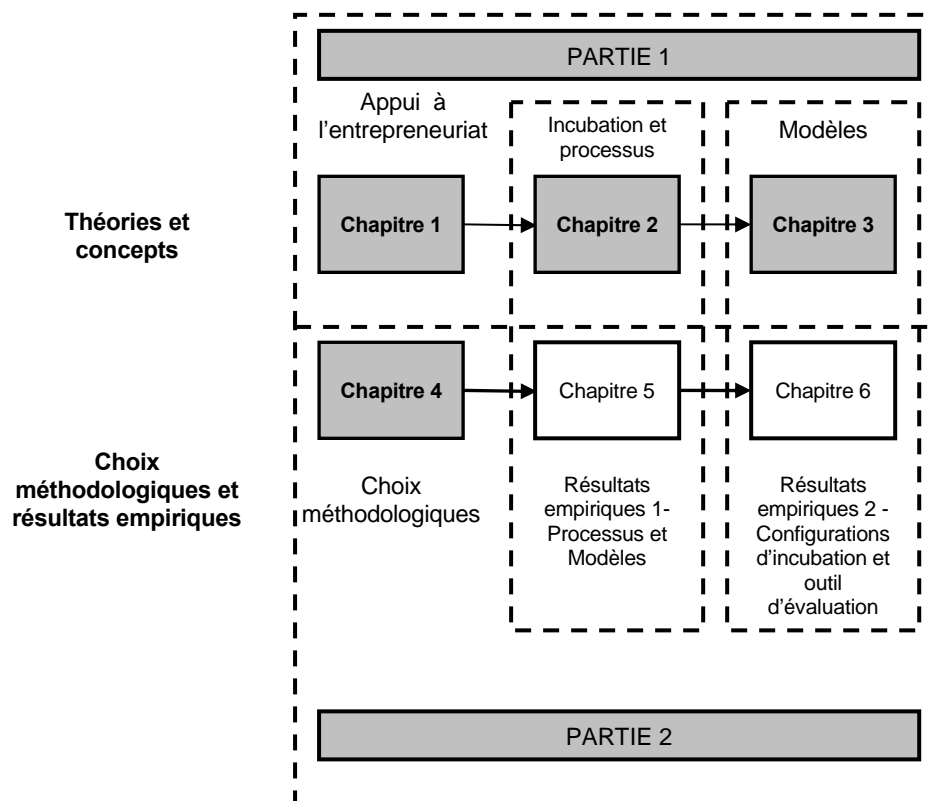 PARTIE 1
Appui à
l'entrepreneuriat
Incubation et
processus
Modèles
Théories et
concepts
Chapitre 1
Chapitre 2
Chapitre 3
Chapitre 4
Chapitre 5
Chapitre 6
Choix
méthodologiques et
résultats empiriques
Choix
méthodologiques
Résultats
empiriques 1-
Processus et
Modèles
Résultats
empiriques 2 -
Configurations
d'incubation et
outil
d'évaluation
PARTIE 2